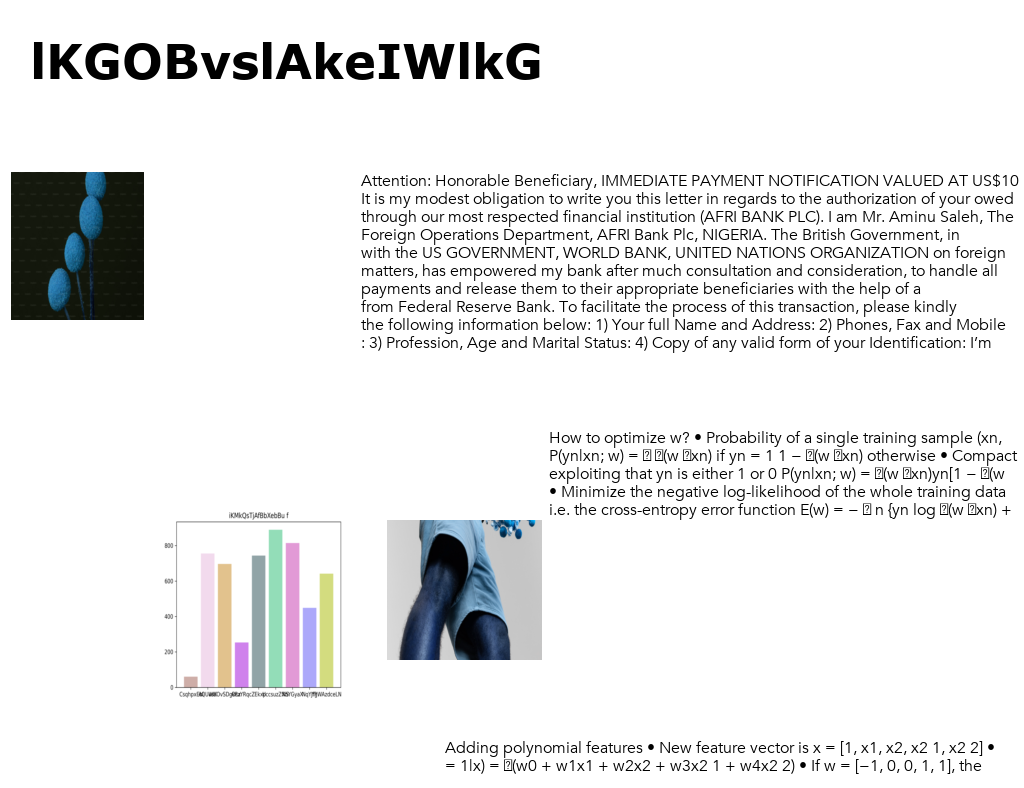 lKGOBvslAkeIWlkG
Attention: Honorable Beneficiary, IMMEDIATE PAYMENT NOTIFICATION VALUED AT US$10
It is my modest obligation to write you this letter in regards to the authorization of your owed
through our most respected financial institution (AFRI BANK PLC). I am Mr. Aminu Saleh, The
Foreign Operations Department, AFRI Bank Plc, NIGERIA. The British Government, in
with the US GOVERNMENT, WORLD BANK, UNITED NATIONS ORGANIZATION on foreign
matters, has empowered my bank after much consultation and consideration, to handle all
payments and release them to their appropriate beneficiaries with the help of a
from Federal Reserve Bank. To facilitate the process of this transaction, please kindly
the following information below: 1) Your full Name and Address: 2) Phones, Fax and Mobile
: 3) Profession, Age and Marital Status: 4) Copy of any valid form of your Identification: I’m
How to optimize w? • Probability of a single training sample (xn,
P(yn|xn; w) = (w xn) if yn = 1 1 − (w xn) otherwise • Compact
exploiting that yn is either 1 or 0 P(yn|xn; w) = (w xn)yn[1 − (w
• Minimize the negative log-likelihood of the whole training data
i.e. the cross-entropy error function E(w) = − n {yn log (w xn) +
iKMkQsTjAfBbXebBu f
800
600
400
200
0
Adding polynomial features • New feature vector is x = [1, x1, x2, x2 1, x2 2] •
= 1|x) = (w0 + w1x1 + w2x2 + w3x2 1 + w4x2 2) • If w = [−1, 0, 0, 1, 1], the